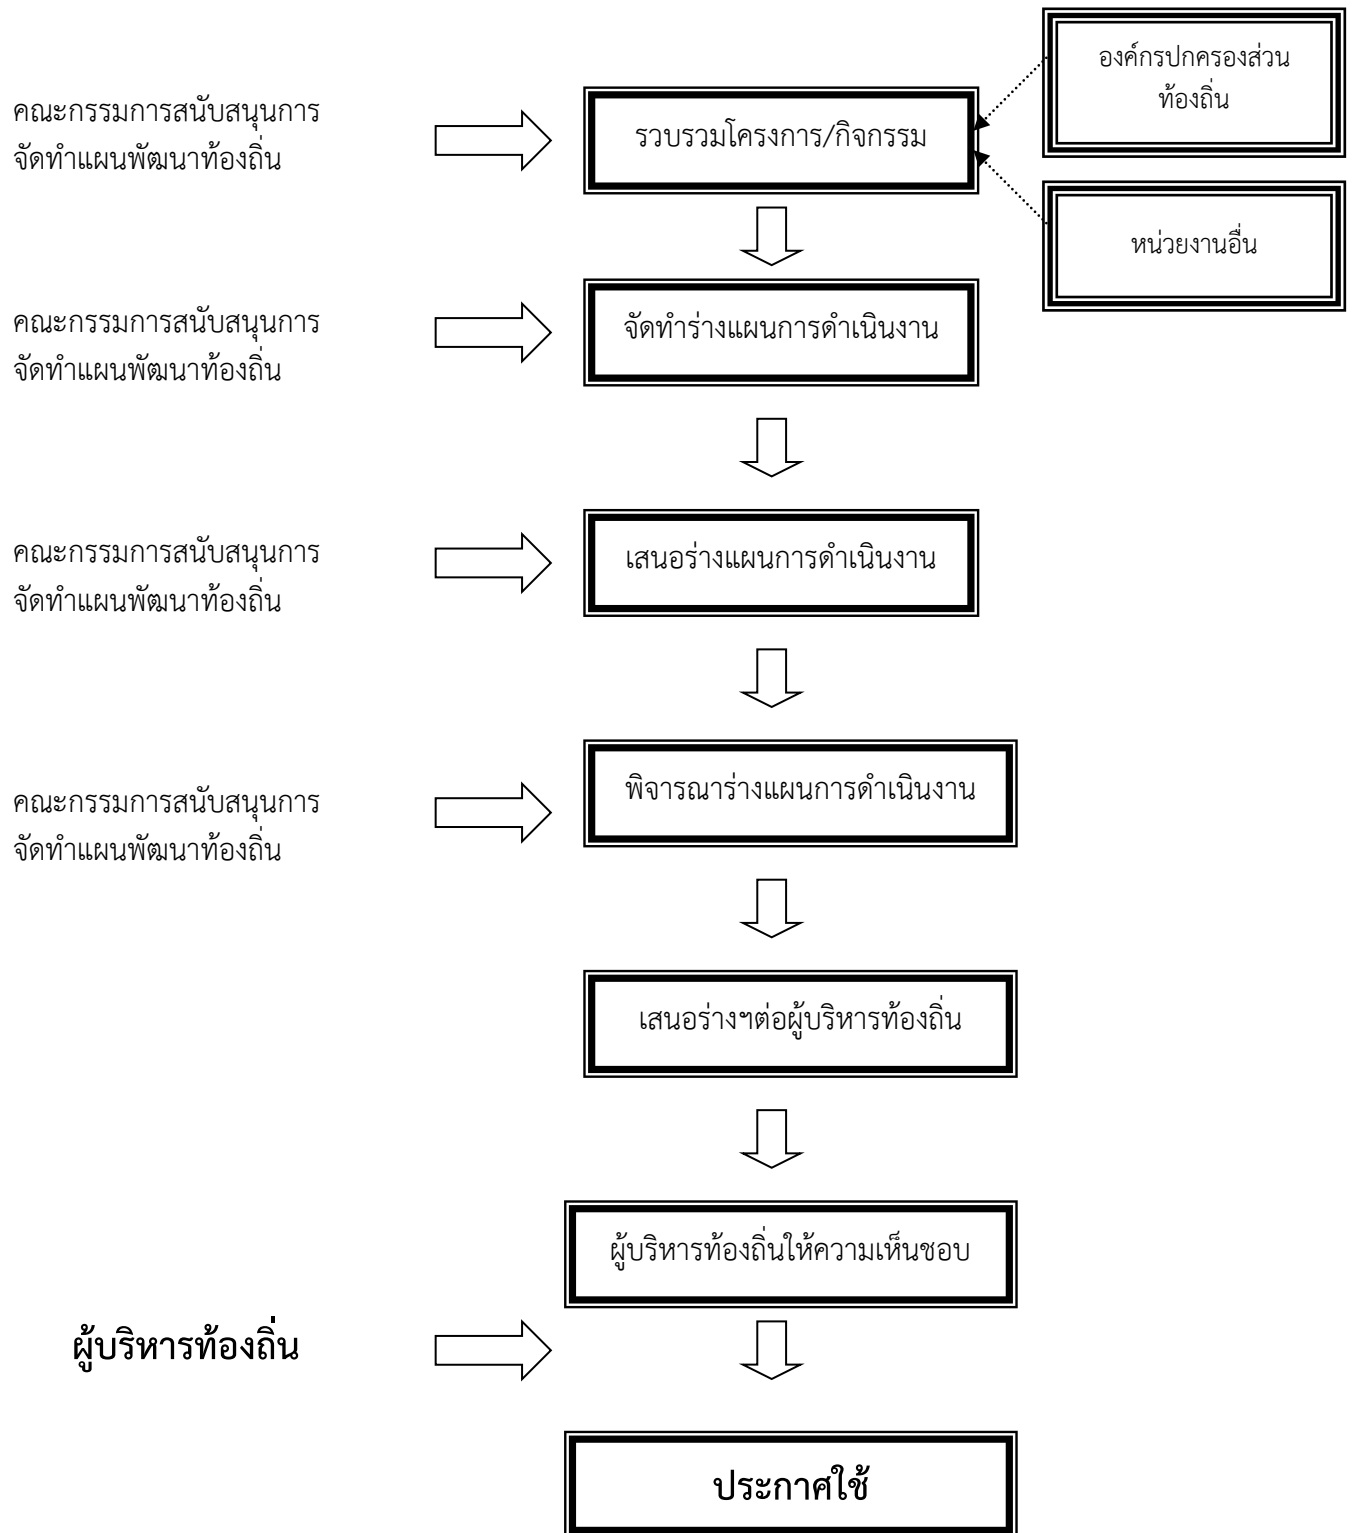 องค์กรปกครองส่วน
ท้องถิ่น
คณะกรรมการสนับสนุนการ
จัดทำแผนพัฒนาท้องถิ่น
รวบรวมโครงการ/กิจกรรม
หน่วยงานอื่น
คณะกรรมการสนับสนุนการ
จัดทำแผนพัฒนาท้องถิ่น
จัดทำร่างแผนการดำเนินงาน
คณะกรรมการสนับสนุนการ
จัดทำแผนพัฒนาท้องถิ่น
เสนอร่างแผนการดำเนินงาน
คณะกรรมการสนับสนุนการ
จัดทำแผนพัฒนาท้องถิ่น
พิจารณาร่างแผนการดำเนินงาน
เสนอร่างฯต่อผู้บริหารท้องถิ่น
ผู้บริหารท้องถิ่นให้ความเห็นชอบ
ผู้บริหารท้องถิ่น
ประกาศใช้